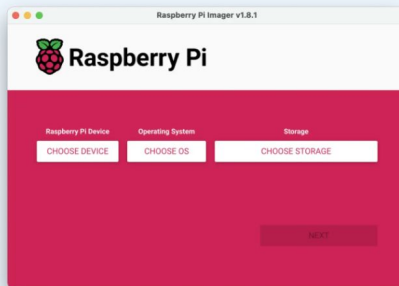 Raspberry Pi Imager v1.8.1
Raspberry Pi
Raspberry Pi Device Operating System Storage
CHOOSE DEVICE CHOOSE OS CHOOSE STORAGE
NEXT